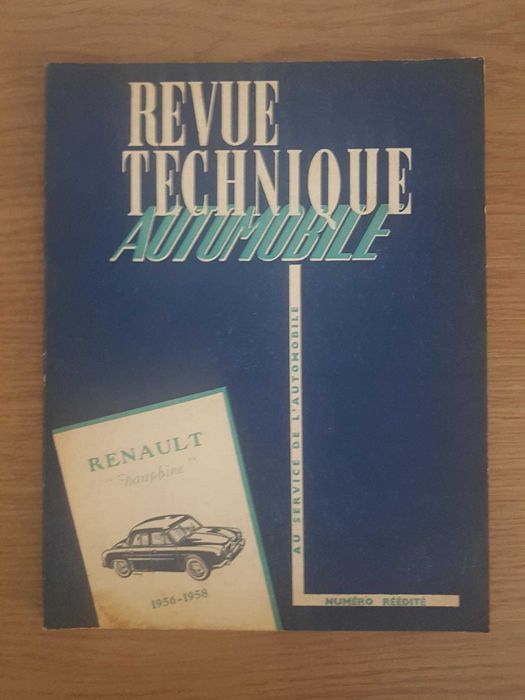 REVUE
TECHNIQUE
AUTOMOBILE
AU SERVICE DE L'AUTOMOBILE
RENAULT
"Dauphine"
1956-1958
NUMÉRO RÉÉDITÉ